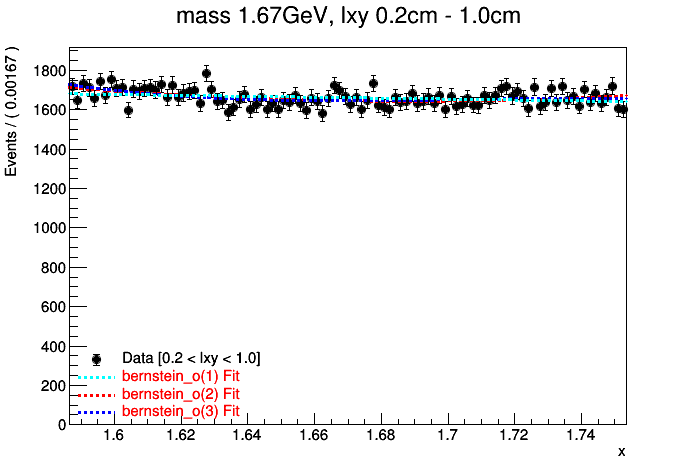 mass 1.67GeV, lxy 0.2cm - 1.0cm
Events / ( 0.00167 )
1800
1600
1400
1200
1000
800
600
400
200
0
Data [0.2 < lxy < 1.0]
bernstein_o(1) Fit
bernstein_o(2) Fit
bernstein_o(3) Fit
1.6 1.62 1.64 1.66 1.68 1.7 1.72 1.74
x